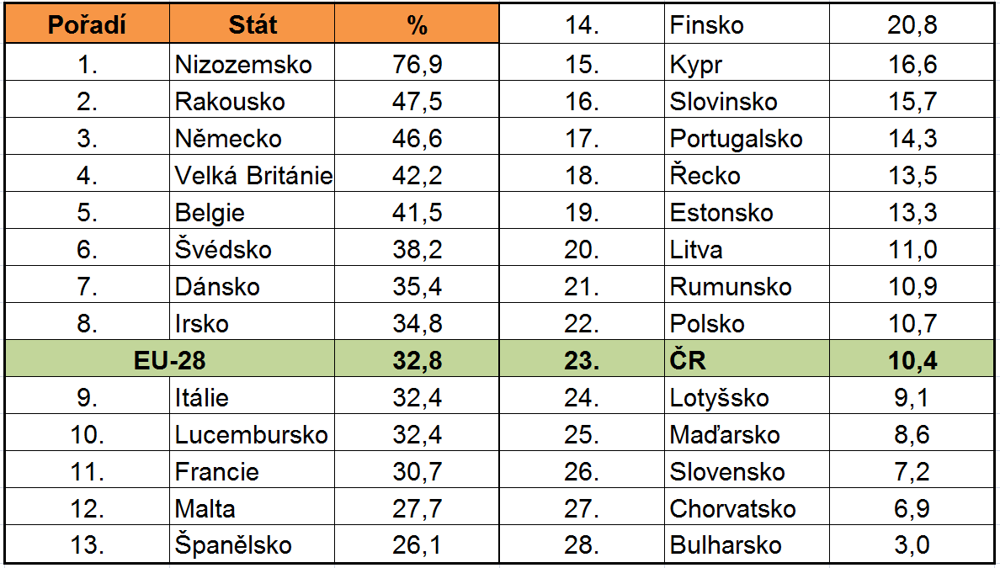 Pořadí Stát %
1. Nizozemsko 76,9
2. Rakousko 47,5
3. Německo 46,6
4. Velká Británie 42,2
5. Belgie 41,5
6. Švédsko 38,2
7. Dánsko 35,4
8. Irsko 34,8
EU-28 32,8
9. Itálie 32,4
10. Lucembursko 32,4
11. Francie 30,7
12. Malta 27,7
13. Španělsko 26,1
14. Finsko 20,8
15. Kypr 16,6
16. Slovinsko 15,7
17. Portugalsko 14,3
18. Řecko 13,5
19. Estonsko 13,3
20. Litva 11,0
21. Rumunsko 10,9
22. Polsko 10,7
23. ČR 10,4
24. Lotyšsko 9,1
25. Maďarsko 8,6
26. Slovensko 7,2
27. Chorvatsko 6,9
28. Bulharsko 3,0